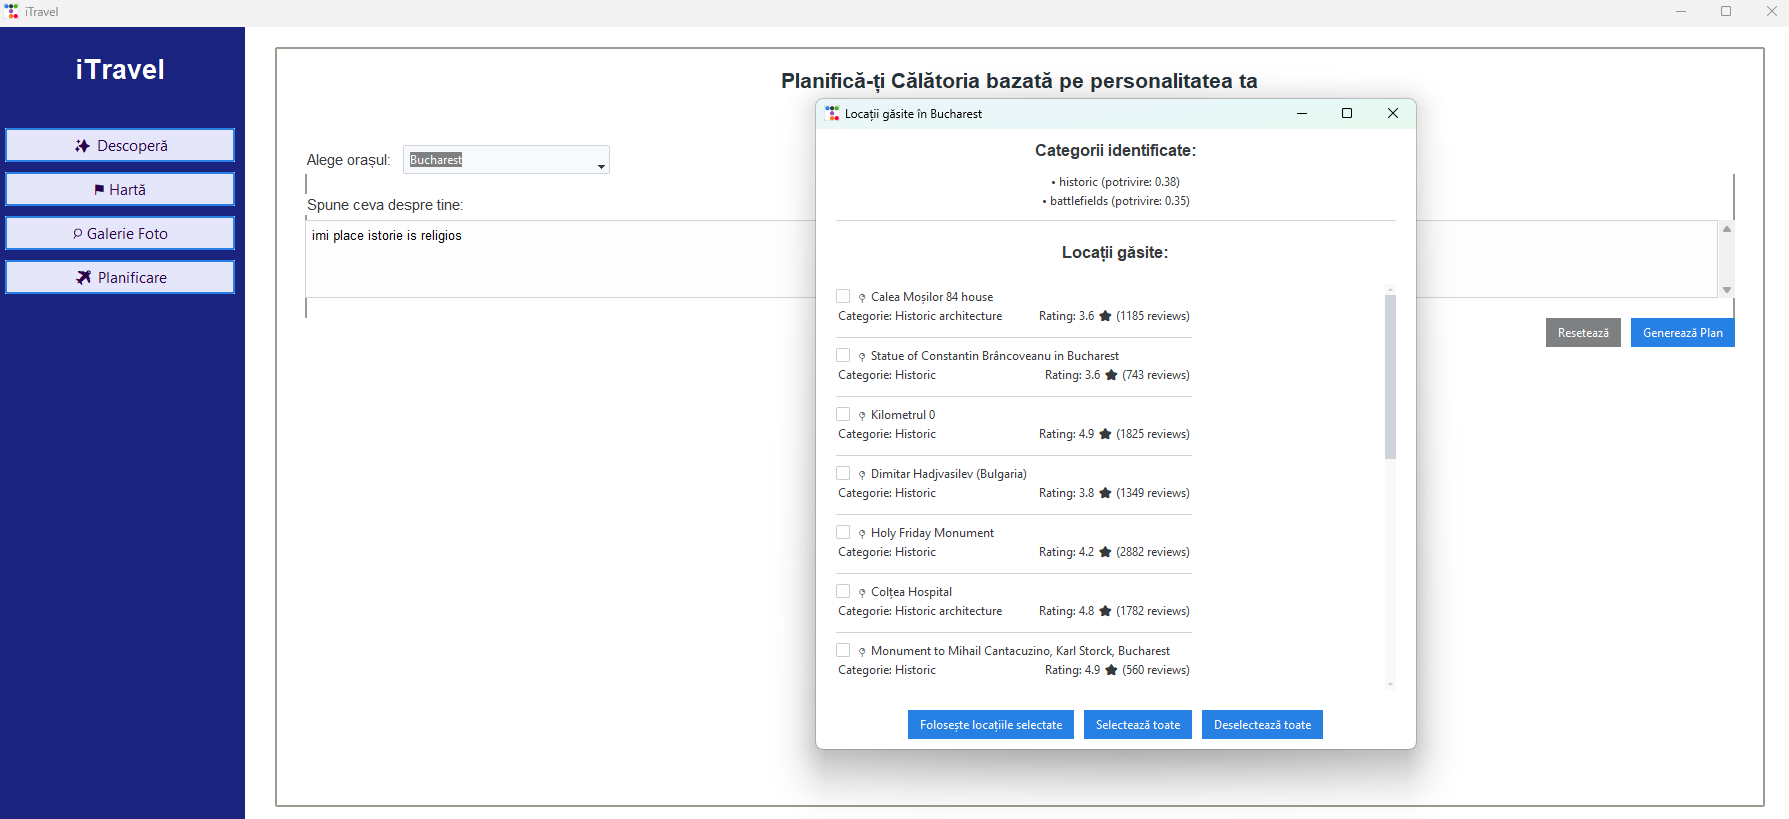 iTravel
iTravel
Descoperă
Hartă
Galerie Foto
Planificare
Planifică-ți Călătoria bazată pe personalitatea ta
Alege orașul: Bucharest
Spune ceva despre tine:
imi place istorie is religios
Resetează Generează Plan
Locații găsite în Bucharest
Categorii identificate:
• historic (potrivire: 0.38)
• battlefields (potrivire: 0.35)
Locații găsite:
Calea Moșilor 84 house
Categorie: Historic architecture Rating: 3.6 ★ (1185 reviews)
Statue of Constantin Brâncoveanu in Bucharest
Categorie: Historic Rating: 3.6 ★ (743 reviews)
Kilometrul 0
Categorie: Historic Rating: 4.9 ★ (1825 reviews)
Dimitar Hadjvasilev (Bulgaria)
Categorie: Historic Rating: 3.8 ★ (1349 reviews)
Holy Friday Monument
Categorie: Historic Rating: 4.2 ★ (2882 reviews)
Colțea Hospital
Categorie: Historic architecture Rating: 4.8 ★ (1782 reviews)
Monument to Mihail Cantacuzino, Karl Storck, Bucharest
Categorie: Historic Rating: 4.9 ★ (560 reviews)
Folosește locațiile selectate Selectează toate Deselectează toate